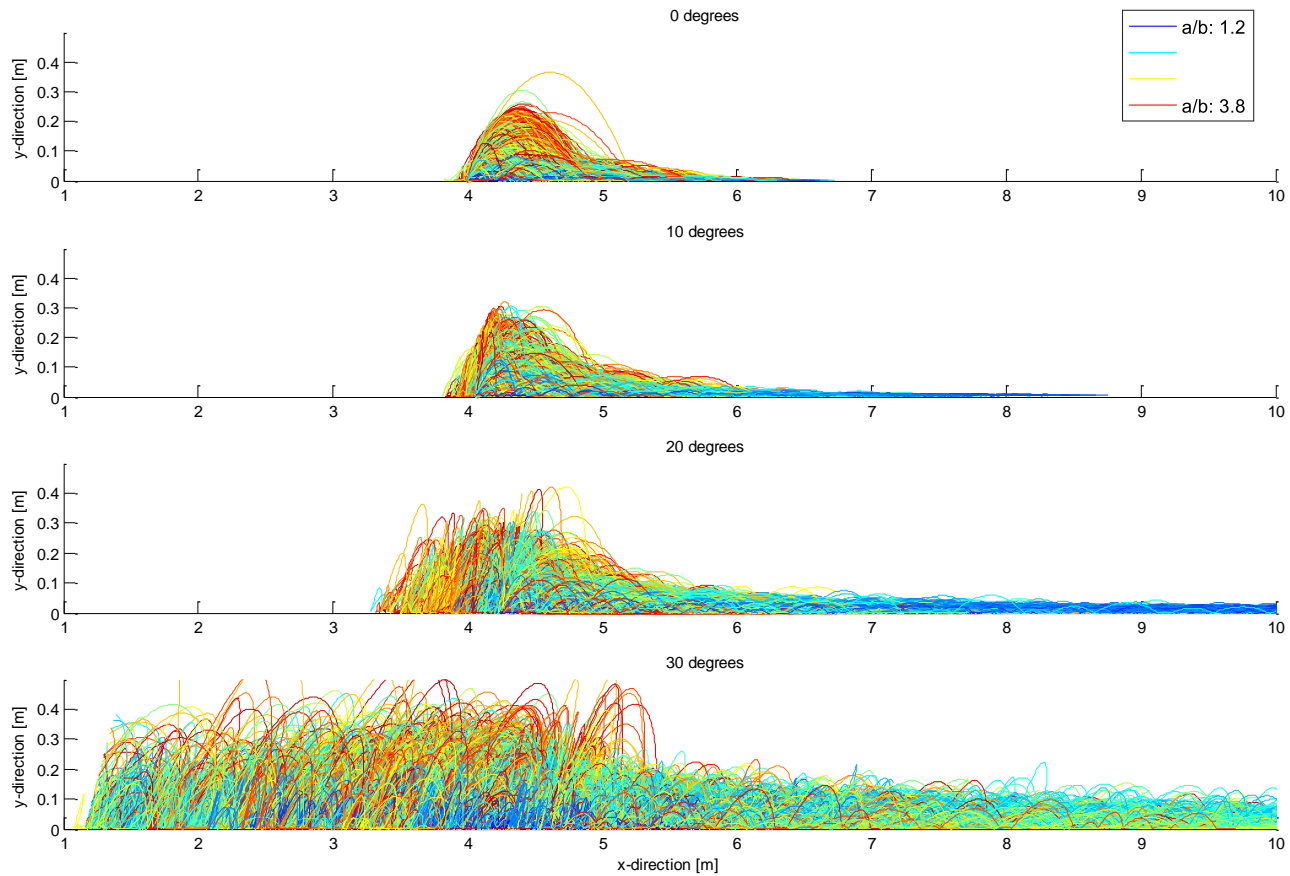 0 degrees
a/b: 1.2
a/b: 3.8
y-direction [m]
0.4
0.3
0.2
0.1
0
1 2 3 4 5 6 7 8 9 10
10 degrees
y-direction [m]
0.4
0.3
0.2
0.1
0
1 2 3 4 5 6 7 8 9 10
20 degrees
y-direction [m]
0.4
0.3
0.2
0.1
0
1 2 3 4 5 6 7 8 9 10
30 degrees
y-direction [m]
0.4
0.3
0.2
0.1
0
1 2 3 4 5 6 7 8 9 10
x-direction [m]